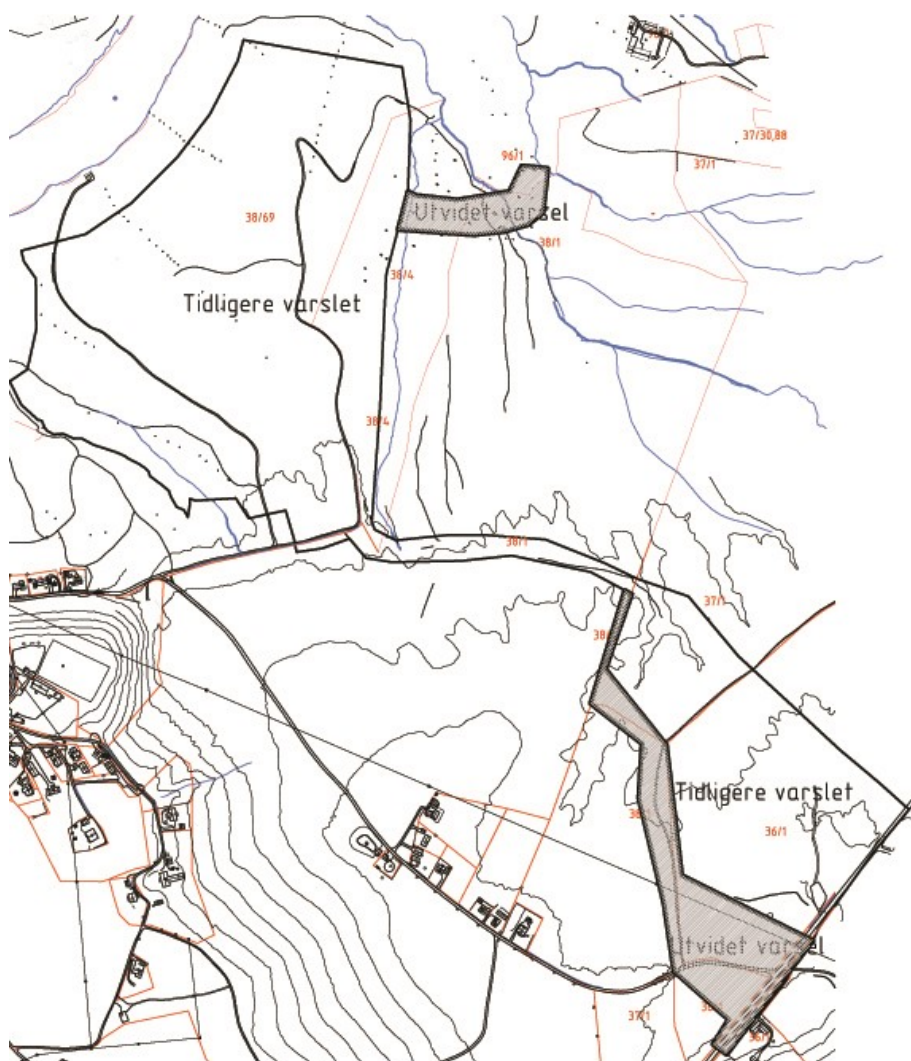 37/30,88
96/1
37/1
38/69
Utvidet varsel
38/1
38/4
Tidligere varslet
38/4
38/1
37/1
Tidligere varslet
36/1
Utvidet varsel
37/1